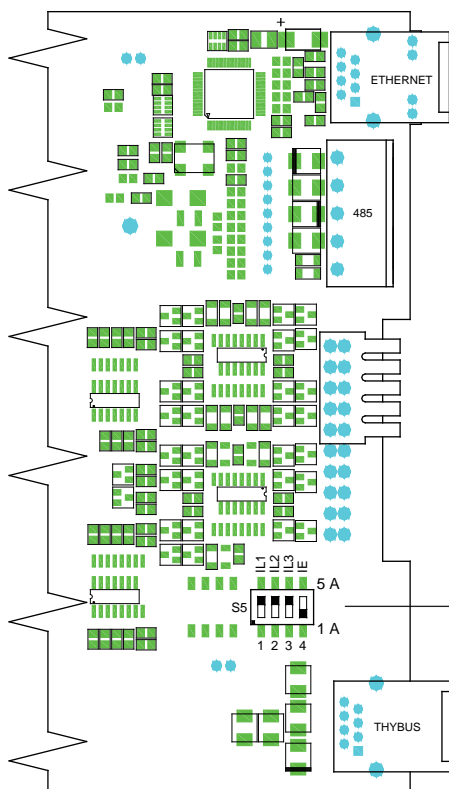 +
ETHERNET
485
IL1 IL2 IL3 IE
5 A
S5
1 A
1 2 3 4
THYBUS